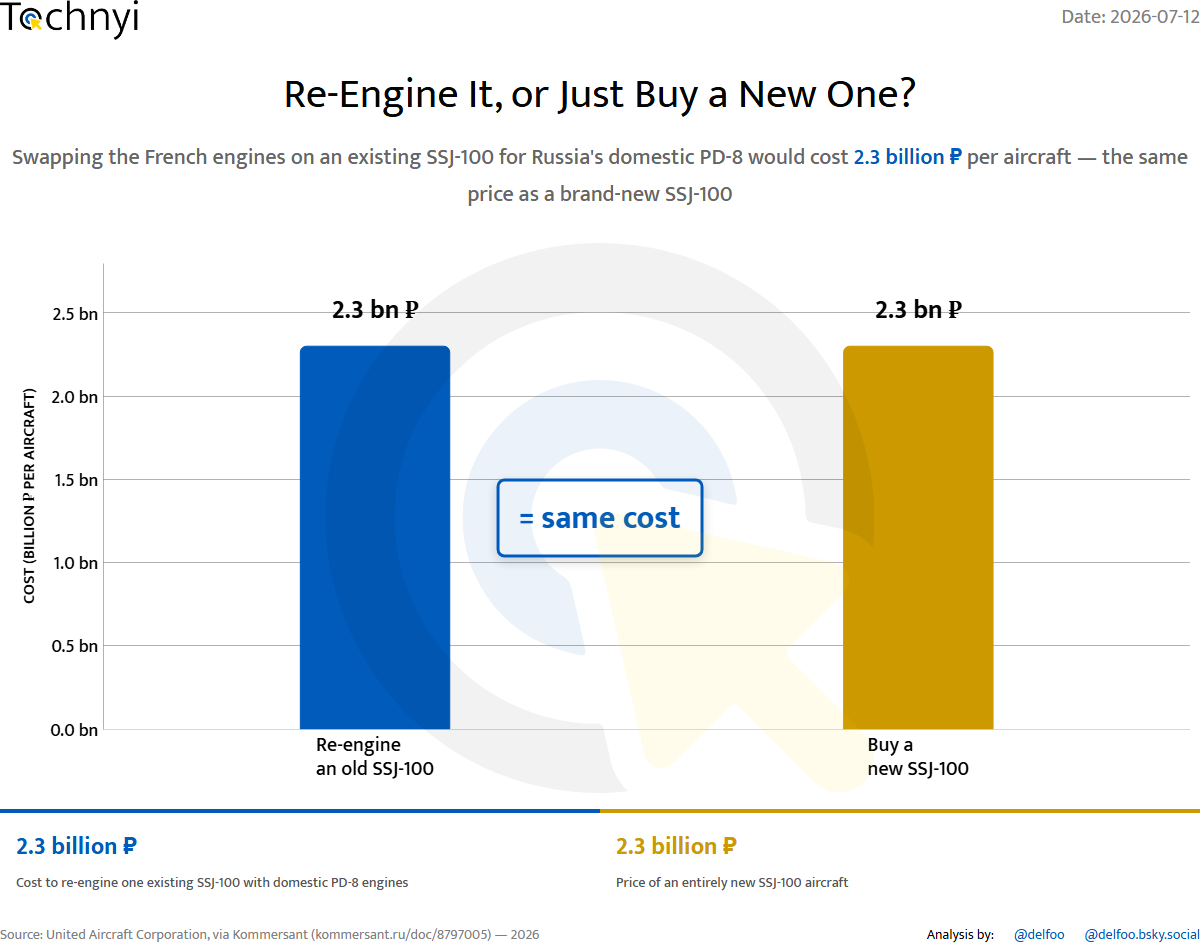 Technyi
Date: 2026-07-12
Re-Engine It, or Just Buy a New One?
Swapping the French engines on an existing SSJ-100 for Russia's domestic PD-8 would cost 2.3 billion ₽ per aircraft — the same
price as a brand-new SSJ-100
COST (BILLION ₽ PER AIRCRAFT)
2.5 bn
2.0 bn
1.5 bn
1.0 bn
0.5 bn
0.0 bn
2.3 bn ₽
2.3 bn ₽
= same cost
Re-engine
an old SSJ-100
Buy a
new SSJ-100
2.3 billion ₽
Cost to re-engine one existing SSJ-100 with domestic PD-8 engines
2.3 billion ₽
Price of an entirely new SSJ-100 aircraft
Source: United Aircraft Corporation, via Kommersant (kommersant.ru/doc/8797005) — 2026
Analysis by: @delfoo @delfoo.bsky.social